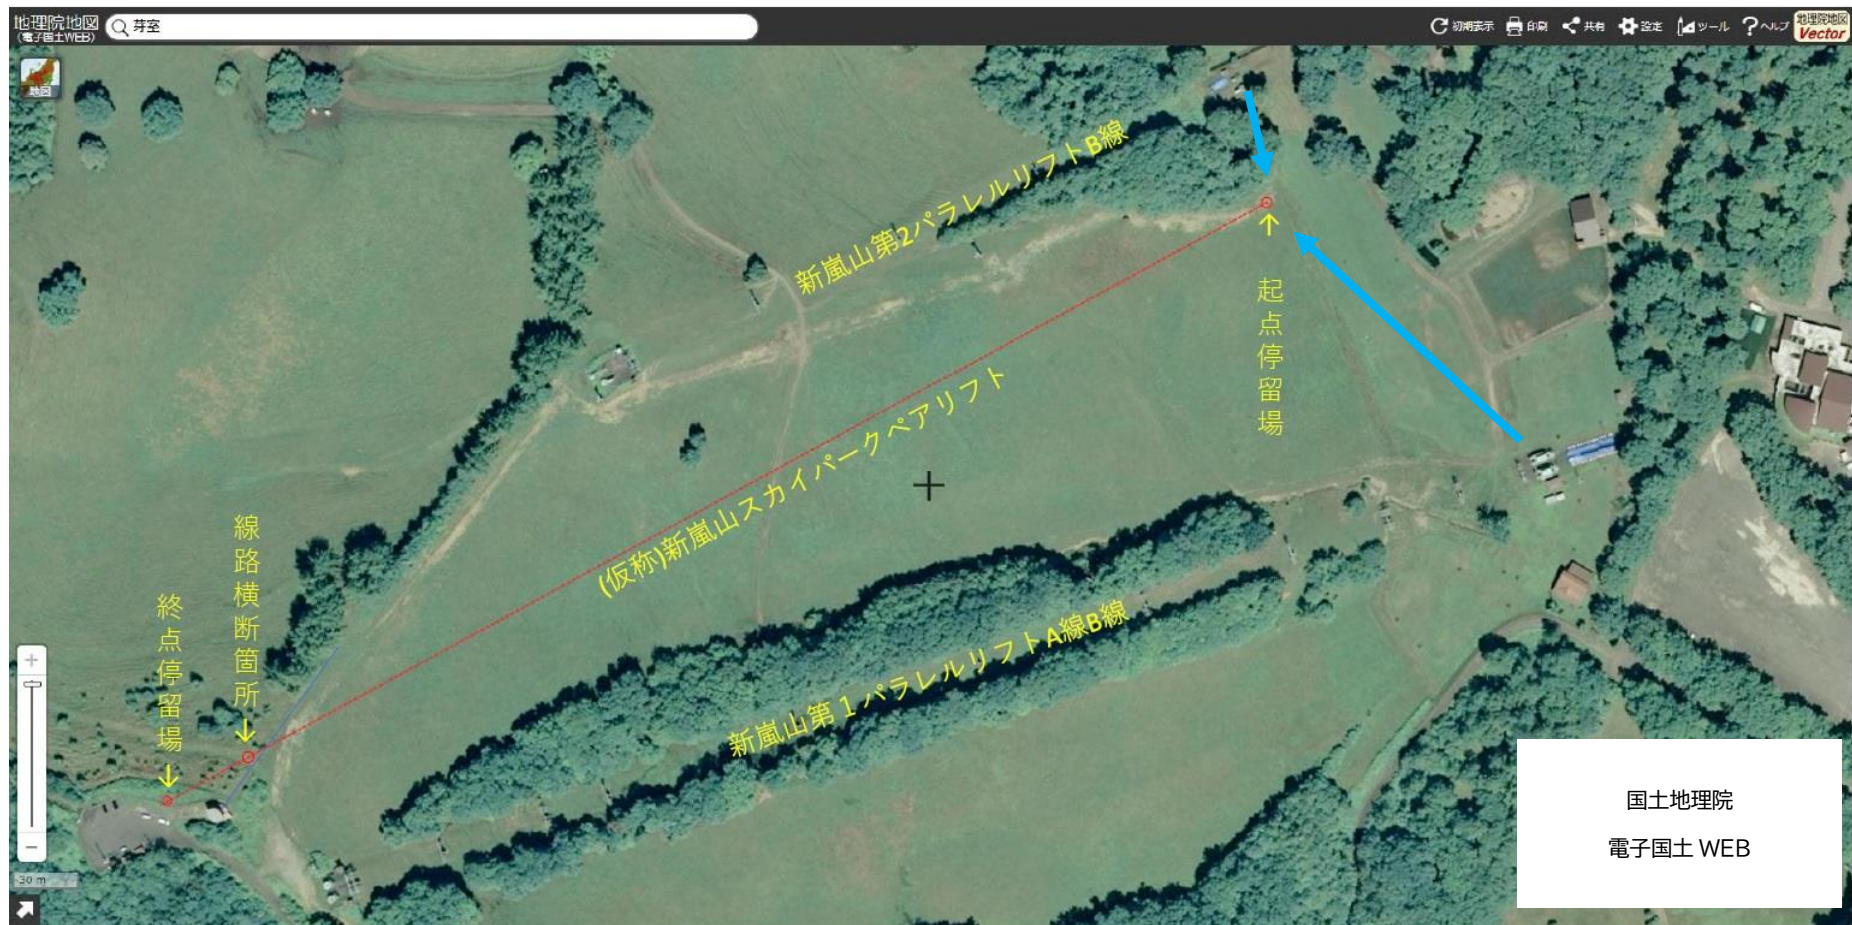 地理院地図
(電子国土WEB)
芽室
初期表示
印刷
共有
設定
ツール
ヘルプ
地理院地図
Vector
地図
新嵐山第2パラレルリフトB線
起点停留場
(仮称)新嵐山スカイパークペアリフト
線路横断箇所
終点停留場
新嵐山第1パラレルリフトA線B線
国土地理院
電子国土 WEB
30 m